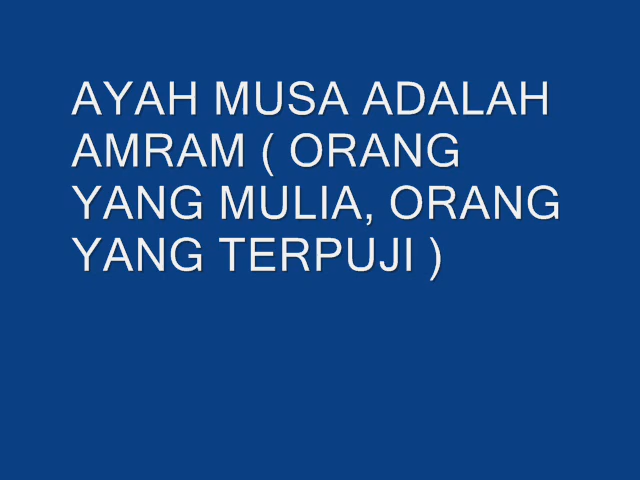 AYAH MUSA ADALAH
AMRAM ( ORANG
YANG MULIA, ORANG
YANG TERPUJI )